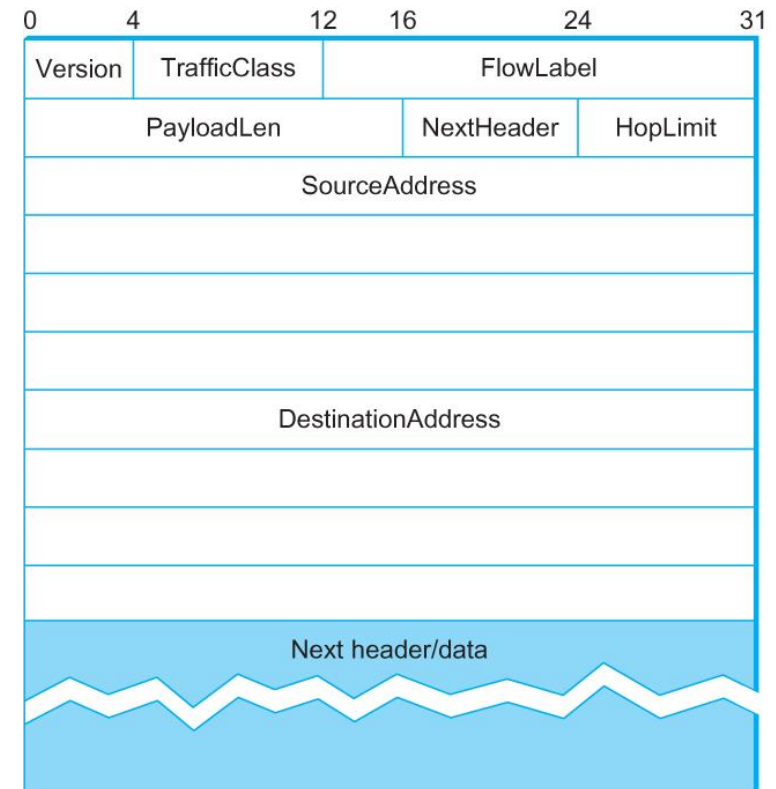 0 4 12 16 24 31
Version TrafficClass FlowLabel
PayloadLen NextHeader HopLimit
SourceAddress
DestinationAddress
Next header/data